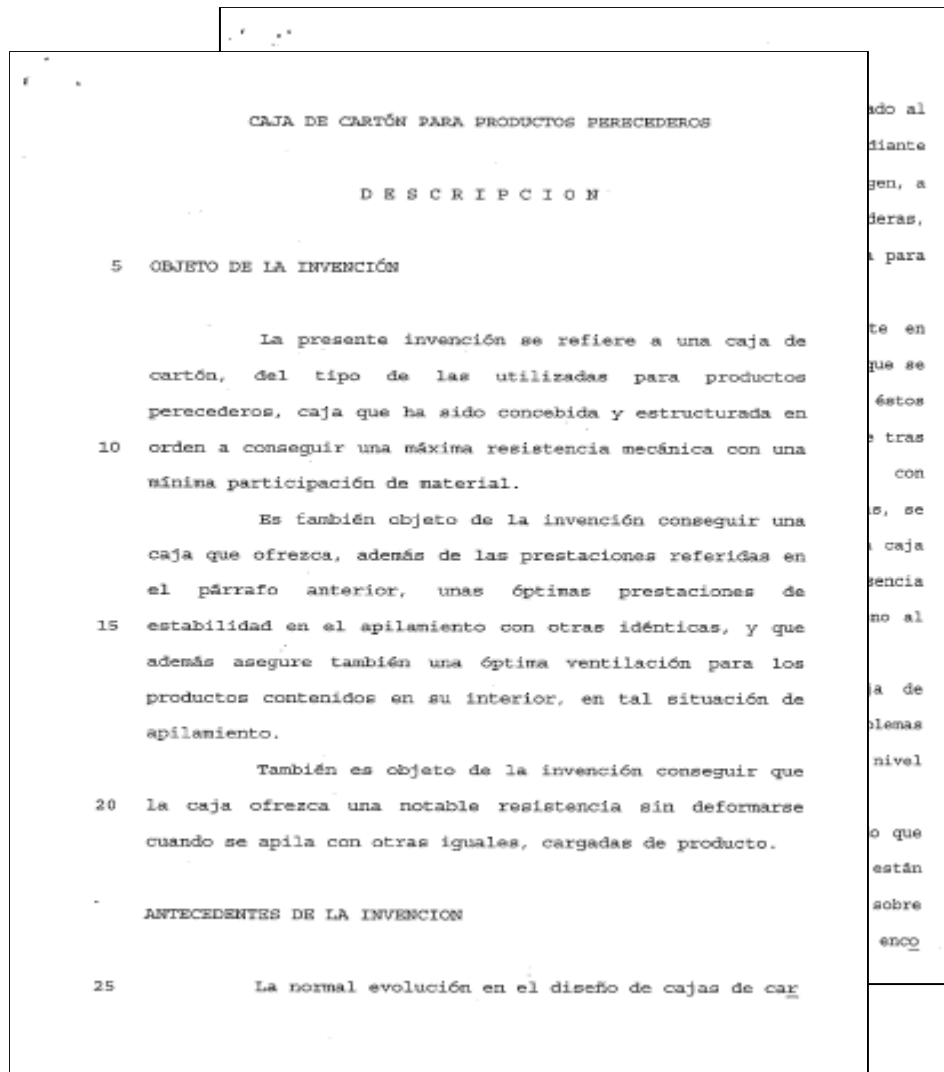 CAJA DE CARTÓN PARA PRODUCTOS PERECEDEROS
D E S C R I P C I O N
5 OBJETO DE LA INVENCIÓN
La presente invención se refiere a una caja de
cartón, del tipo de las utilizadas para productos
perecederos, caja que ha sido concebida y estructurada en
10 orden a conseguir una máxima resistencia mecánica con una
mínima participación de material.
Es también objeto de la invención conseguir una
caja que ofrezca, además de las prestaciones referidas en
el párrafo anterior, unas óptimas prestaciones de
15 estabilidad en el apilamiento con otras idénticas, y que
además asegure también una óptima ventilación para los
productos contenidos en su interior, en tal situación de
apilamiento.
También es objeto de la invención conseguir que
20 la caja ofrezca una notable resistencia sin deformarse
cuando se apila con otras iguales, cargadas de producto.
ANTECEDENTES DE LA INVENCION
25 La normal evolución en el diseño de cajas de car
ado al
diante
gen, a
deras,
para
te en
que se
éstos
tras
con
s, se
caja
sencia
no al
ja de
blemas
nivel
o que
están
sobre
enco